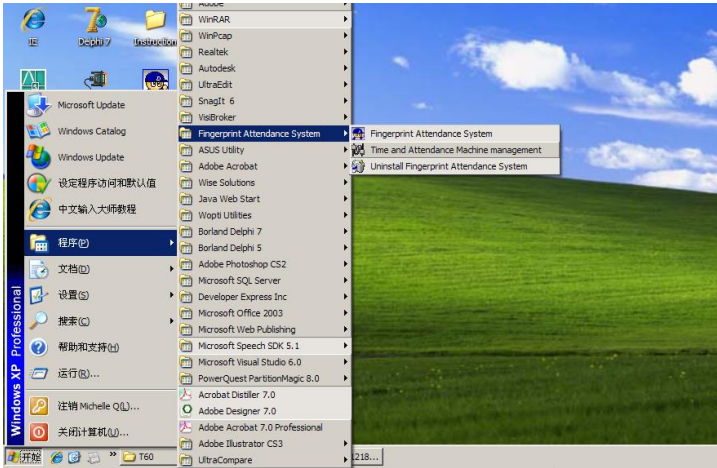 Delphi 7
Instruction
Adobe
WinRAR
WinPcap
Realtek
Autodesk
UltraEdit
SnagIt 6
VisiBroker
Fingerprint Attendance System
ASUS Utility
Adobe Acrobat
Wise Solutions
Java Web Start
Wopti Utilities
Borland Delphi 7
Borland Delphi 5
Adobe Photoshop CS2
Microsoft SQL Server
Developer Express Inc
Microsoft Office 2003
Microsoft Web Publishing
Microsoft Speech SDK 5.1
Microsoft Visual Studio 6.0
PowerQuest PartitionMagic 8.0
Acrobat Distiller 7.0
Adobe Designer 7.0
Adobe Acrobat 7.0 Professional
Adobe Illustrator CS3
UltraCompare
Fingerprint Attendance System
Time and Attendance Machine management
Uninstall Fingerprint Attendance System
Microsoft Update
Windows Catalog
Windows Update
设定程序访问和默认值
中文输入大师教程
程序(P)
文档(D)
设置(S)
搜索(C)
帮助和支持(H)
运行(R)...
注销 Michelle Q(L)...
关闭计算机(U)...
Windows XP Professional
开始
»
T60
1218...